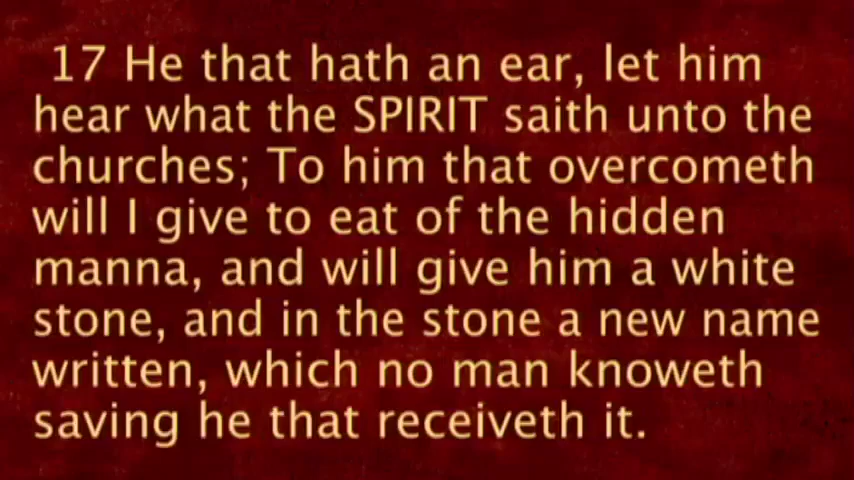 17 He that hath an ear, let him
hear what the SPIRIT saith unto the
churches; To him that overcometh
will I give to eat of the hidden
manna, and will give him a white
stone, and in the stone a new name
written, which no man knoweth
saving he that receiveth it.